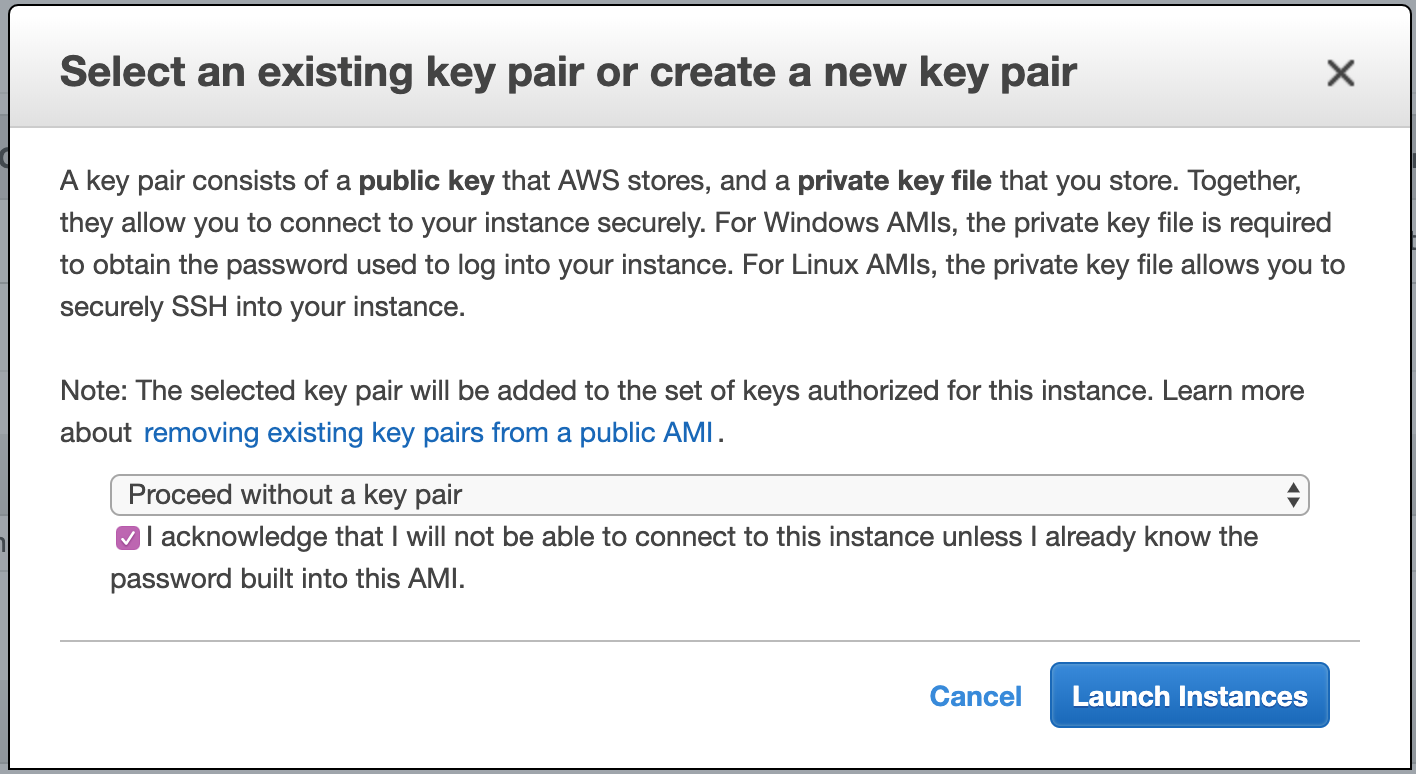 Select an existing key pair or create a new key pair
A key pair consists of a public key that AWS stores, and a private key file that you store. Together,
they allow you to connect to your instance securely. For Windows AMIs, the private key file is required
to obtain the password used to log into your instance. For Linux AMIs, the private key file allows you to
securely SSH into your instance.
Note: The selected key pair will be added to the set of keys authorized for this instance. Learn more
about removing existing key pairs from a public AMI .
Proceed without a key pair
I acknowledge that I will not be able to connect to this instance unless I already know the
password built into this AMI.
Cancel Launch Instances